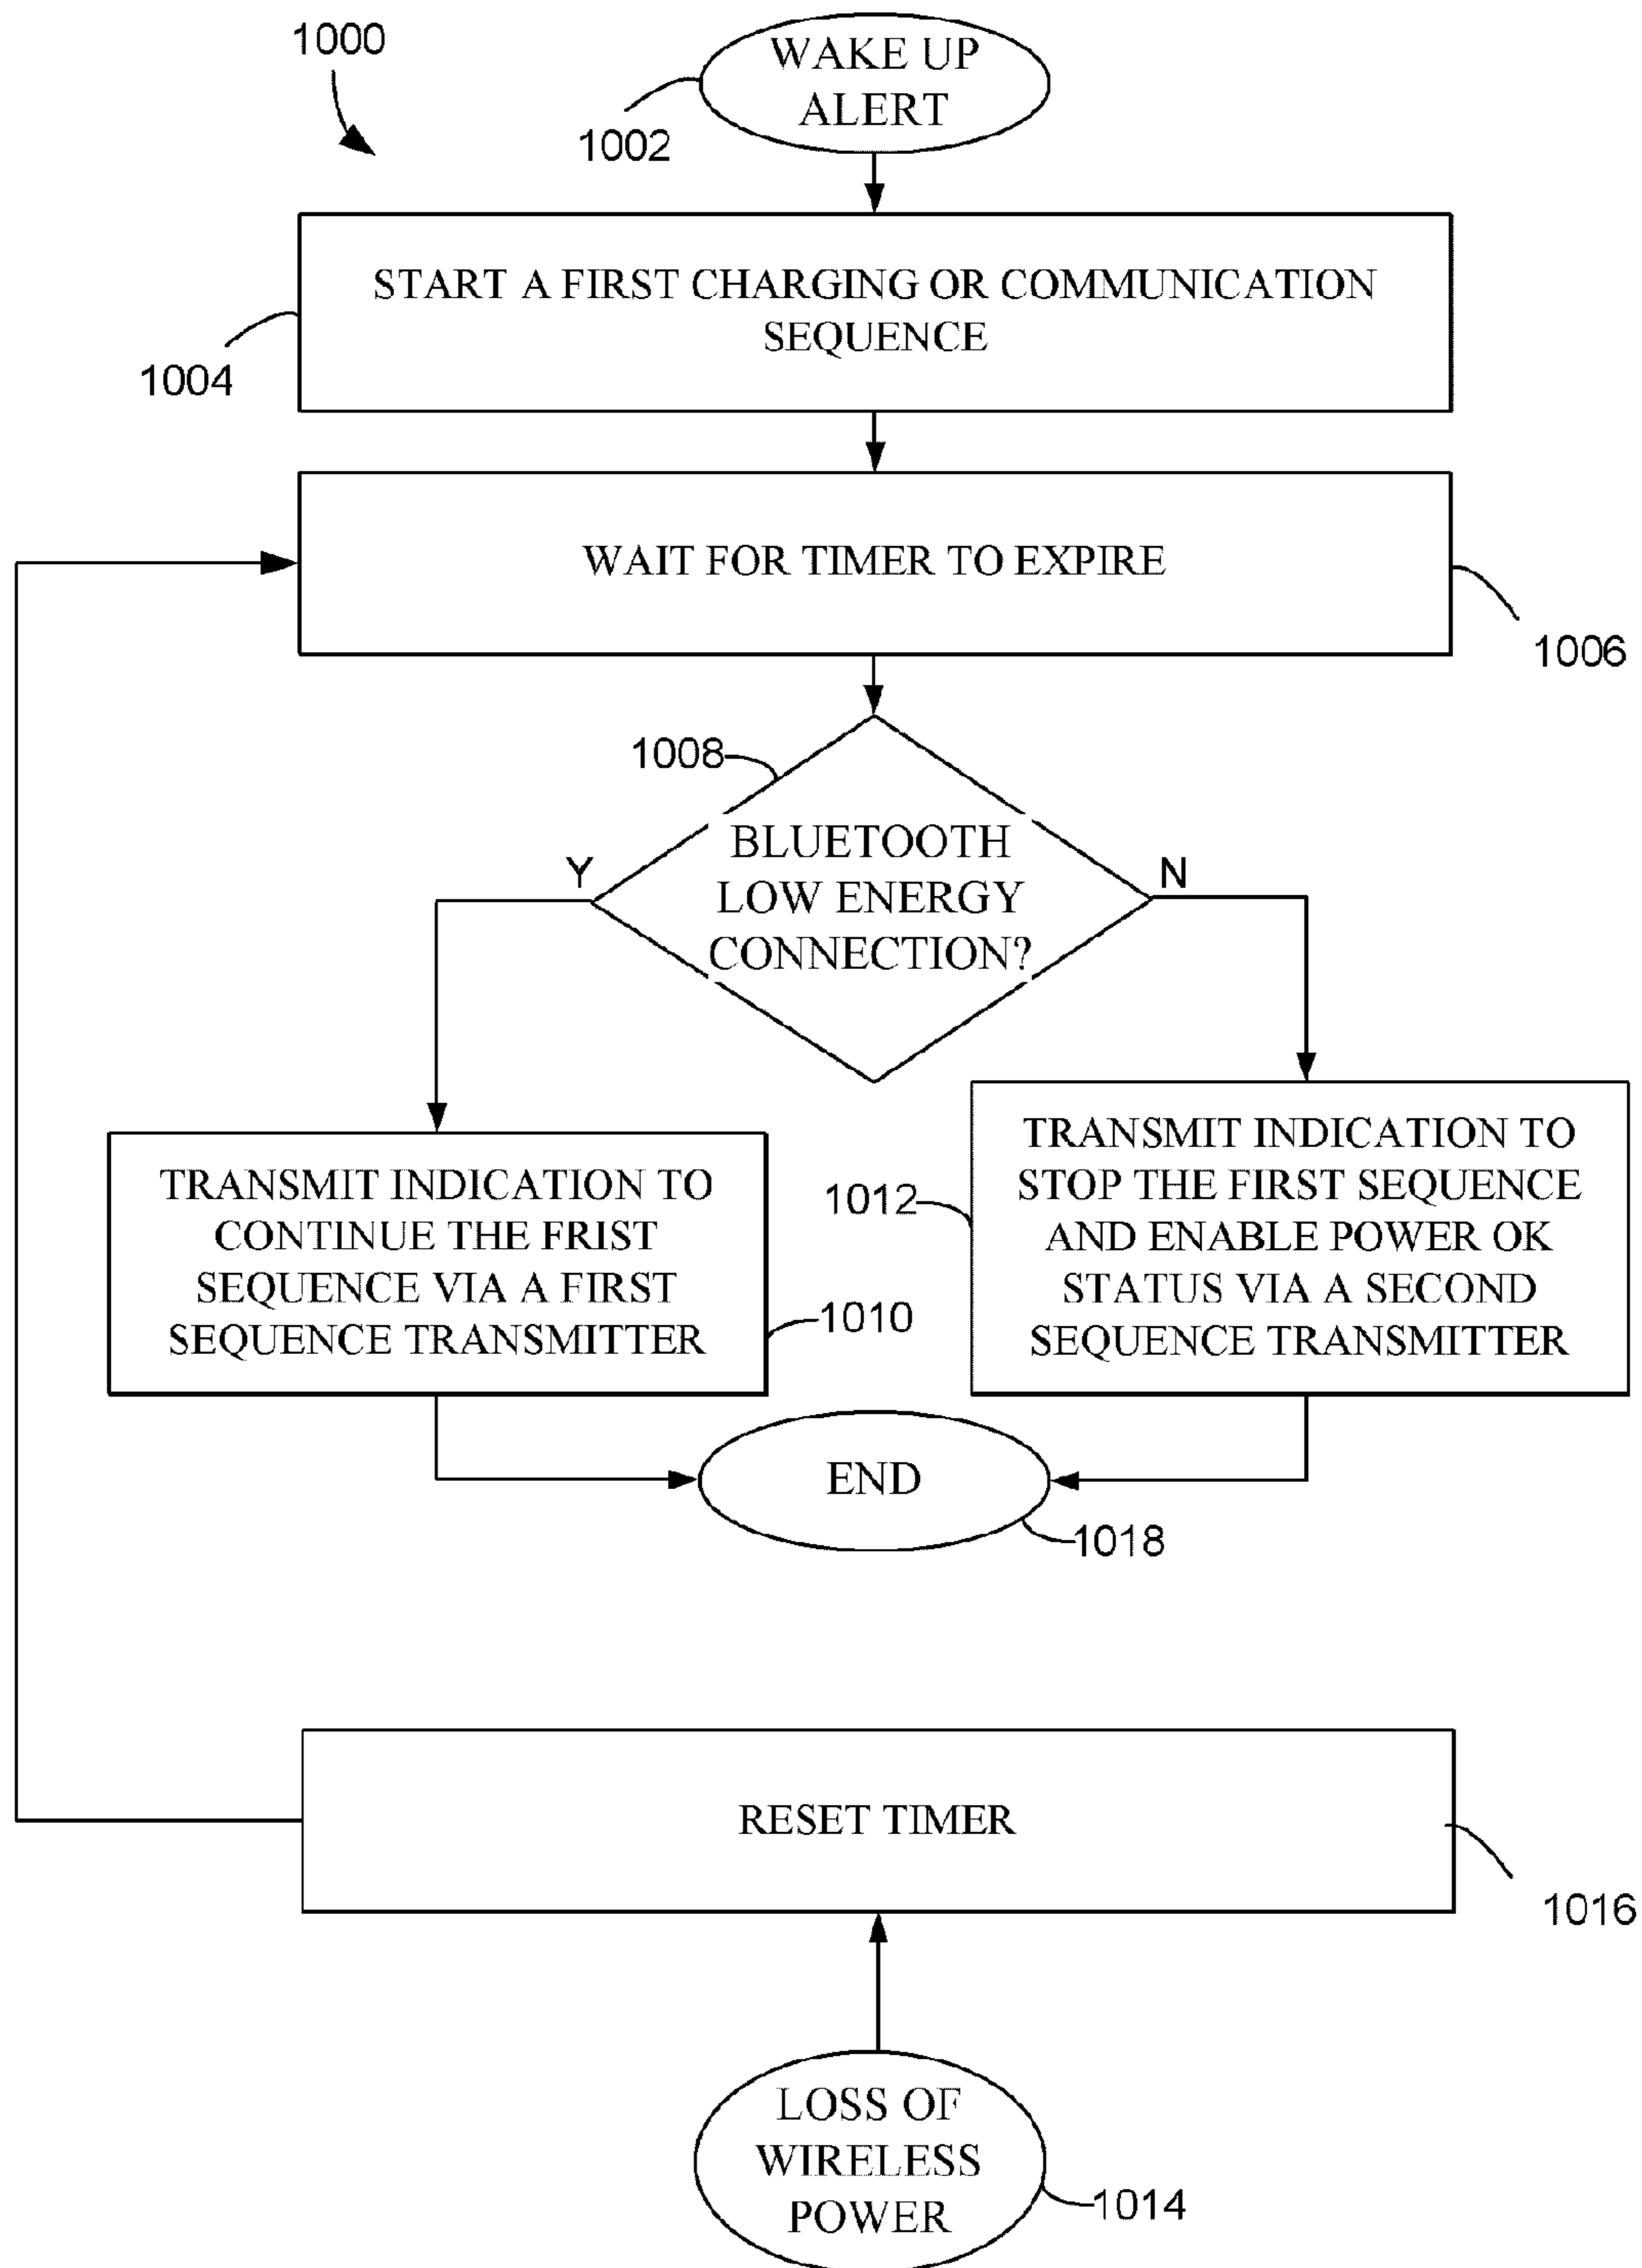 1000
WAKE UP
ALERT
1002
START A FIRST CHARGING OR COMMUNICATION
SEQUENCE
1004
WAIT FOR TIMER TO EXPIRE
1006
1008
BLUETOOTH
LOW ENERGY
CONNECTION?
Y
N
TRANSMIT INDICATION TO
CONTINUE THE FRIST
SEQUENCE VIA A FIRST
SEQUENCE TRANSMITTER
1010
TRANSMIT INDICATION TO
STOP THE FIRST SEQUENCE
AND ENABLE POWER OK
STATUS VIA A SECOND
SEQUENCE TRANSMITTER
1012
END
1018
RESET TIMER
1016
LOSS OF
WIRELESS
POWER
1014